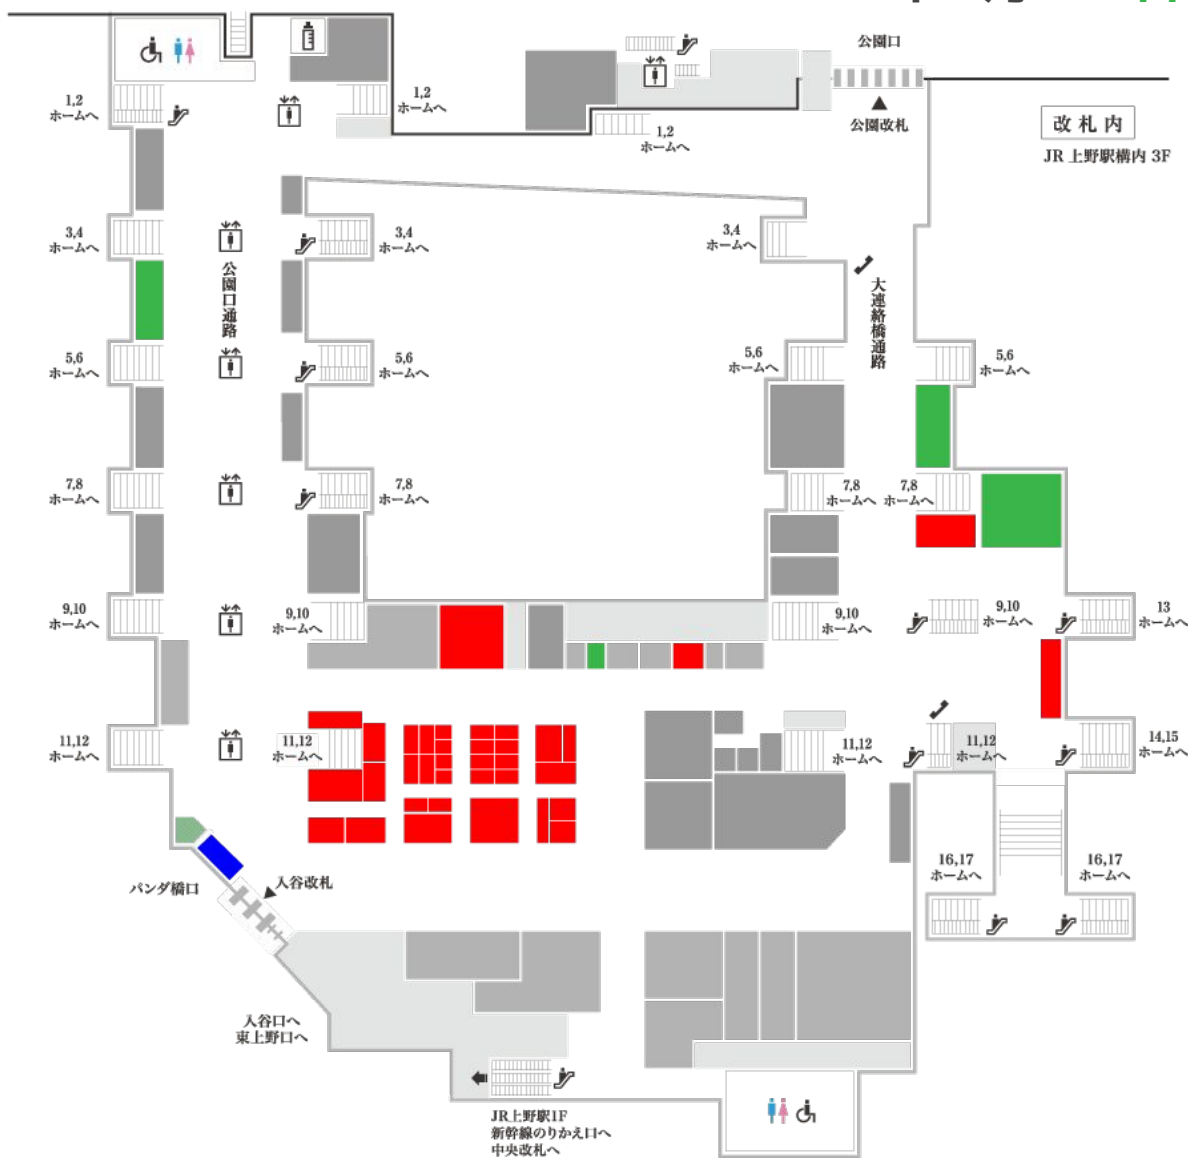 公園口
公園改札
改札内
JR 上野駅構内 3F
1,2
ホームへ
1,2
ホームへ
1,2
ホームへ
3,4
ホームへ
3,4
ホームへ
3,4
ホームへ
公園口通路
大連絡橋通路
5,6
ホームへ
5,6
ホームへ
5,6
ホームへ
5,6
ホームへ
7,8
ホームへ
7,8
ホームへ
7,8
ホームへ
7,8
ホームへ
9,10
ホームへ
9,10
ホームへ
9,10
ホームへ
9,10
ホームへ
13
ホームへ
11,12
ホームへ
11,12
ホームへ
11,12
ホームへ
11,12
ホームへ
14,15
ホームへ
16,17
ホームへ
16,17
ホームへ
パンダ橋口
入谷改札
入谷口へ
東上野口へ
JR上野駅1F
新幹線のりかえ口へ
中央改札へ